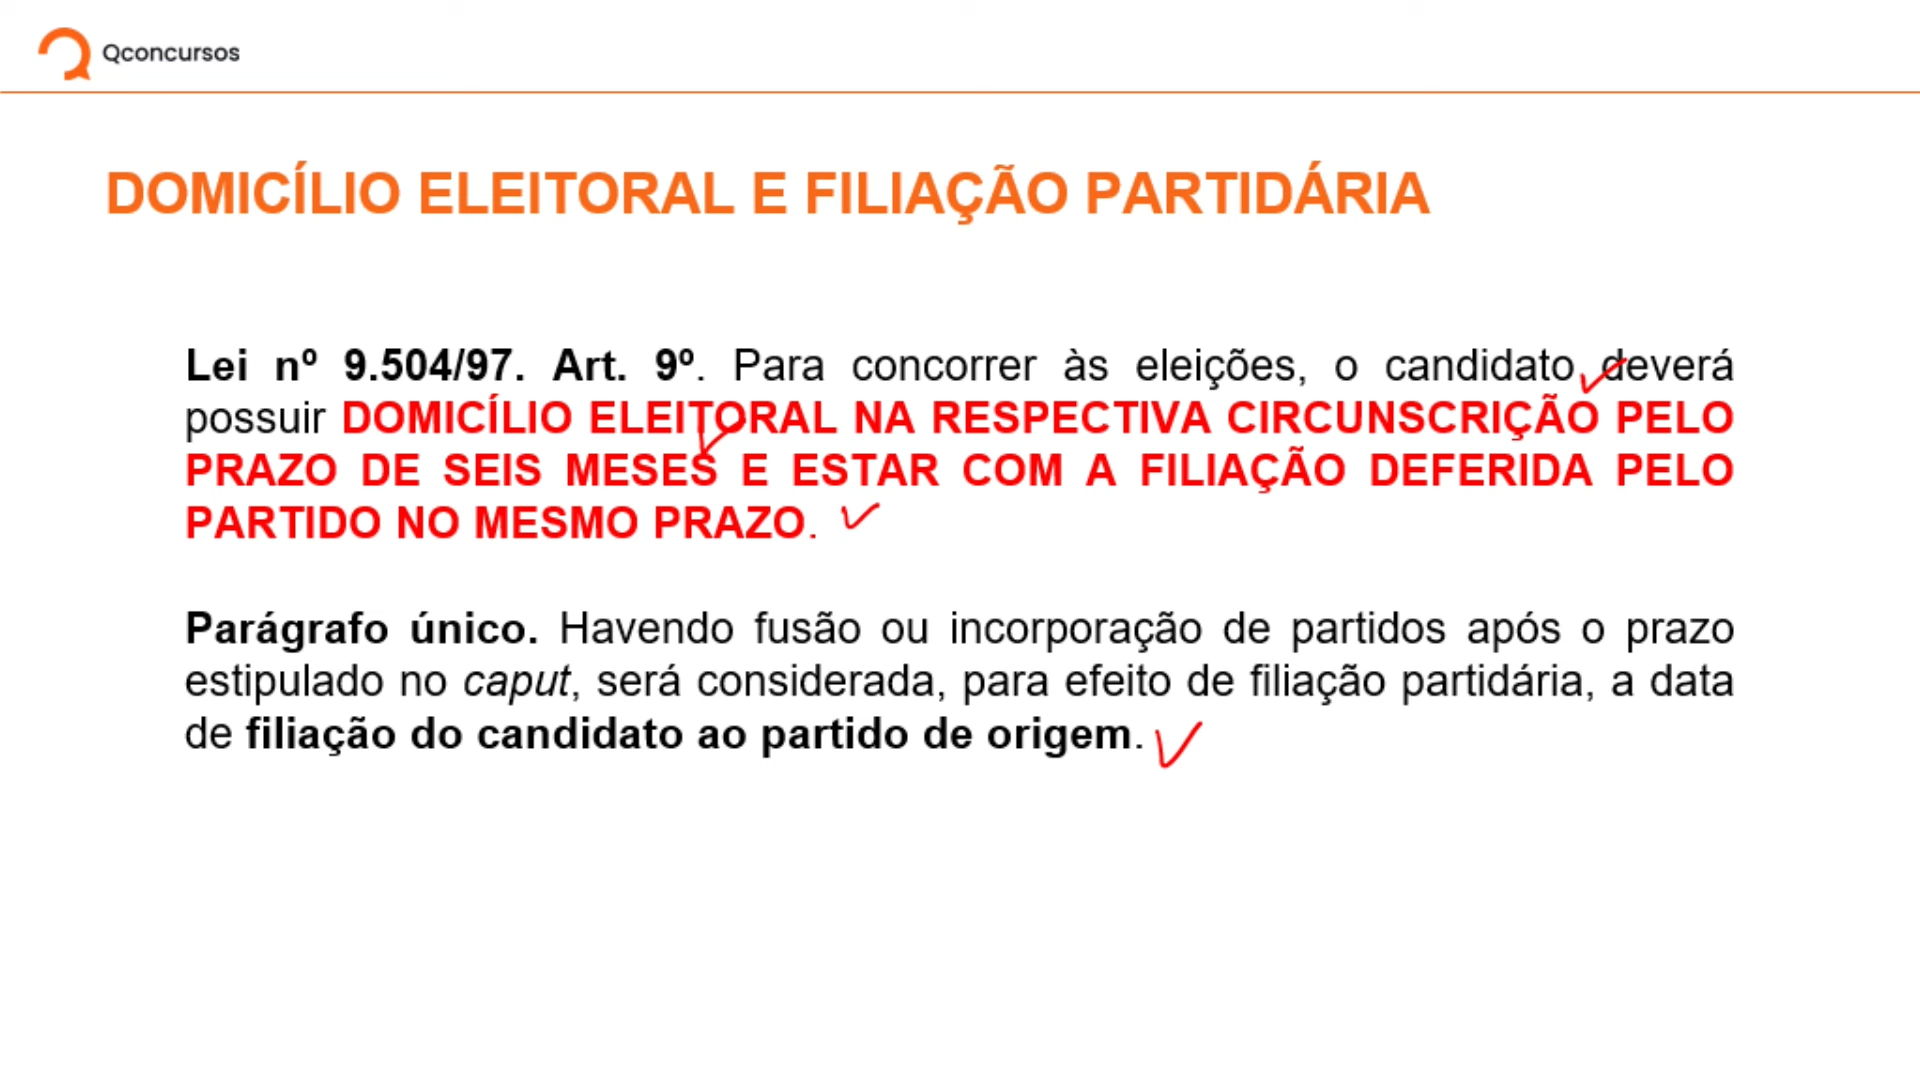 Qconcursos
DOMICÍLIO ELEITORAL E FILIAÇÃO PARTIDÁRIA
Lei nº 9.504/97. Art. 9º. Para concorrer às eleições, o candidato deverá
possuir DOMICÍLIO ELEITORAL NA RESPECTIVA CIRCUNSCRIÇÃO PELO
PRAZO DE SEIS MESES E ESTAR COM A FILIAÇÃO DEFERIDA PELO
PARTIDO NO MESMO PRAZO.
Parágrafo único. Havendo fusão ou incorporação de partidos após o prazo
estipulado no caput, será considerada, para efeito de filiação partidária, a data
de filiação do candidato ao partido de origem.